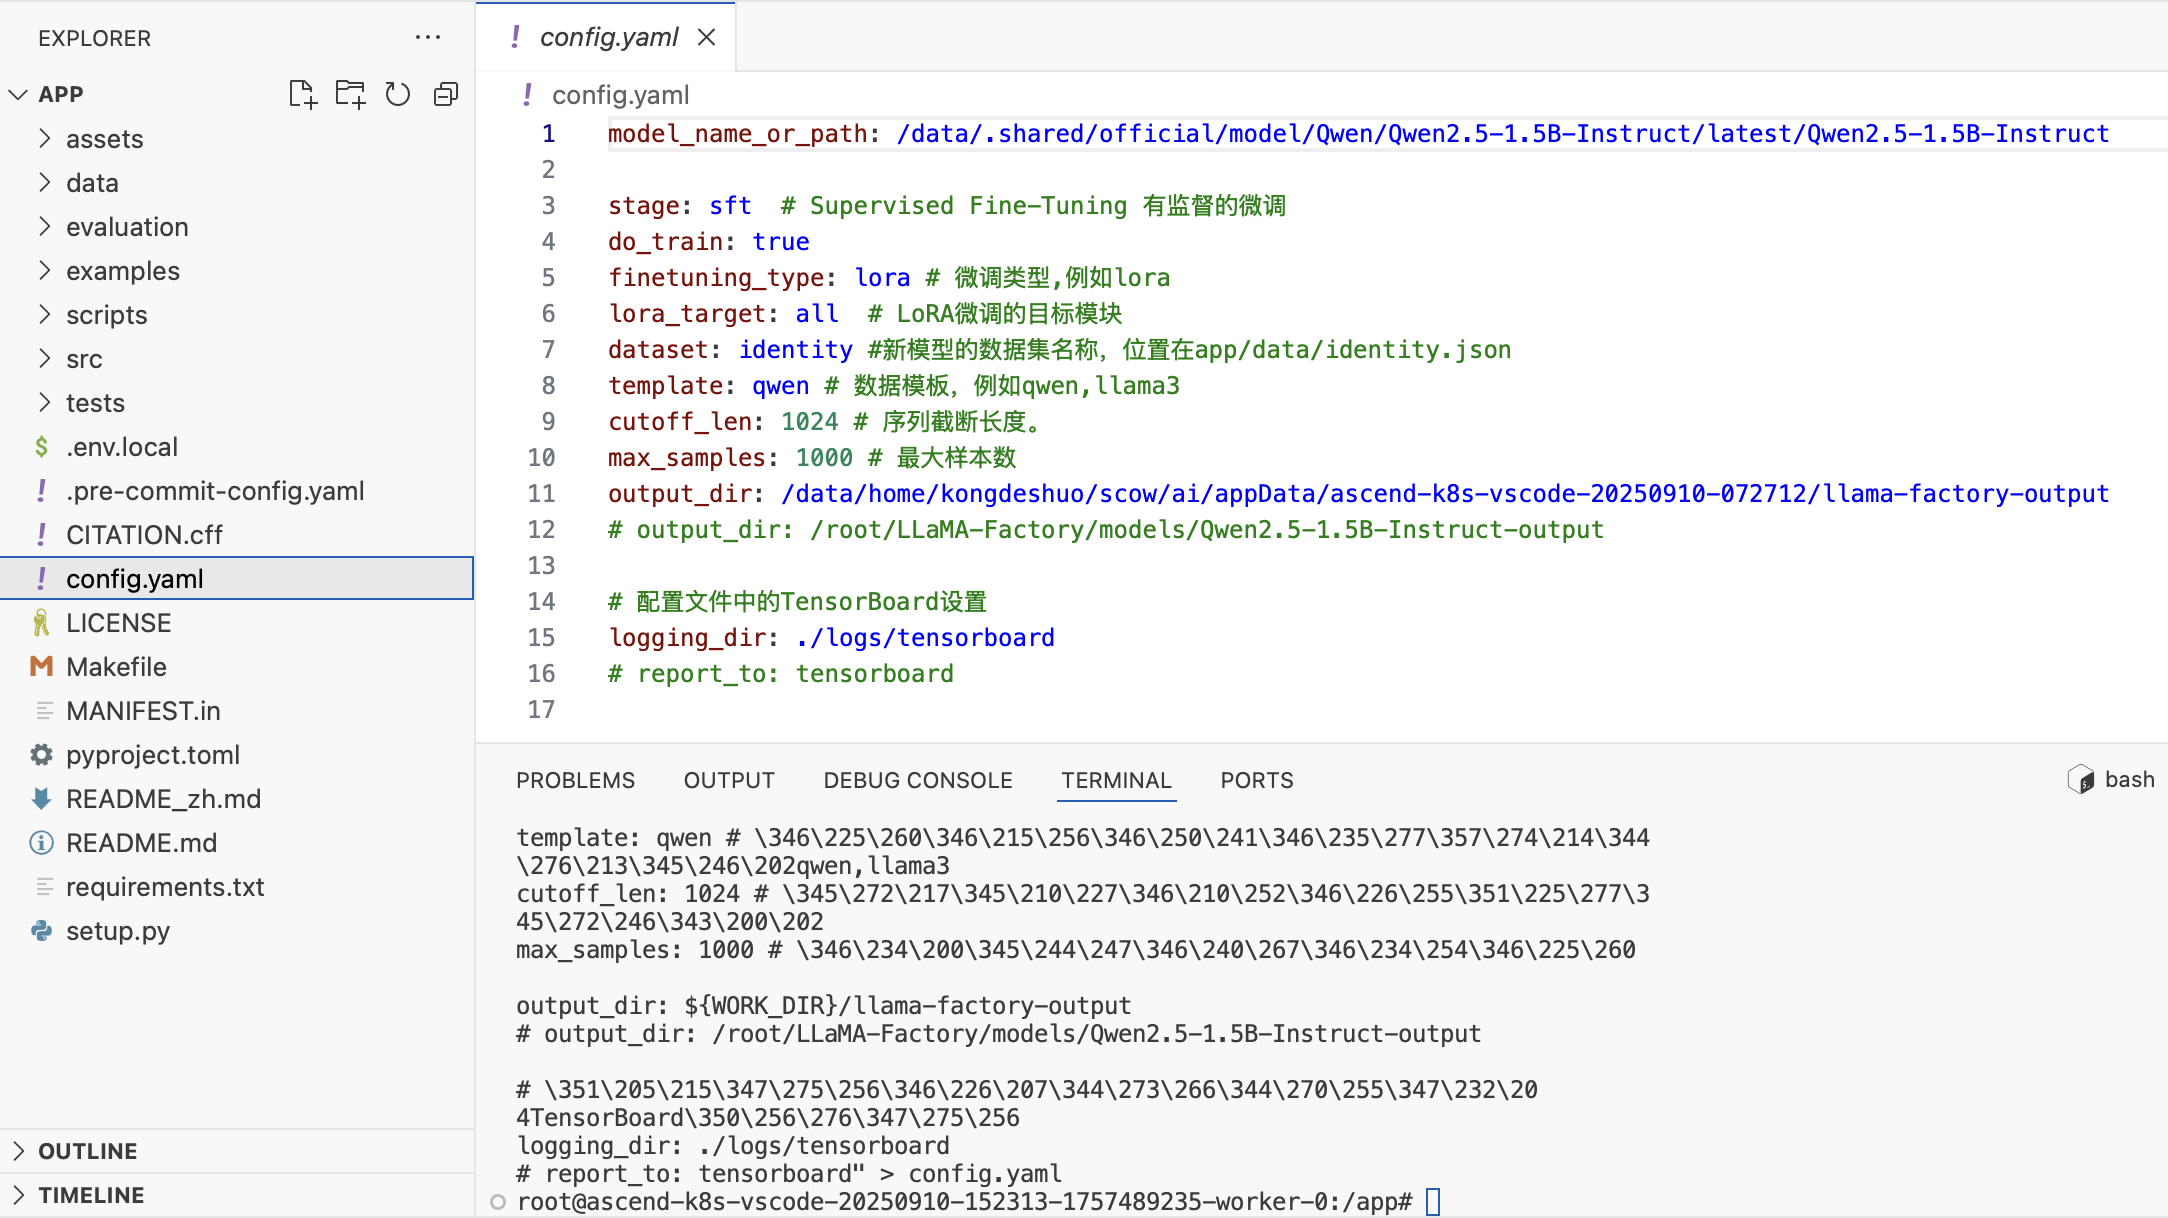 EXPLORER
APP
assets
data
evaluation
examples
scripts
src
tests
.env.local
.pre-commit-config.yaml
CITATION.cff
config.yaml
LICENSE
Makefile
MANIFEST.in
pyproject.toml
README_zh.md
README.md
requirements.txt
setup.py
OUTLINE
TIMELINE
config.yaml
config.yaml
1 model_name_or_path: /data/.shared/official/model/Qwen/Qwen2.5-1.5B-Instruct/latest/Qwen2.5-1.5B-Instruct
2
3 stage: sft  # Supervised Fine-Tuning 有监督的微调
4 do_train: true
5 finetuning_type: lora # 微调类型,例如lora
6 lora_target: all  # LoRA微调的目标模块
7 dataset: identity #新模型的数据集名称，位置在app/data/identity.json
8 template: qwen # 数据模板，例如qwen,llama3
9 cutoff_len: 1024 # 序列截断长度。
10 max_samples: 1000 # 最大样本数
11 output_dir: /data/home/kongdeshuo/scow/ai/appData/ascend-k8s-vscode-20250910-072712/llama-factory-output
12 # output_dir: /root/LLaMA-Factory/models/Qwen2.5-1.5B-Instruct-output
13
14 # 配置文件中的TensorBoard设置
15 logging_dir: ./logs/tensorboard
16 # report_to: tensorboard
17
PROBLEMS OUTPUT DEBUG CONSOLE TERMINAL PORTS bash
template: qwen # \346\225\260\346\215\256\346\250\241\346\235\277\357\274\214\344
\276\213\345\246\202qwen,llama3
cutoff_len: 1024 # \345\272\217\345\210\227\346\210\252\346\226\255\351\225\277\3
45\272\246\343\200\202
max_samples: 1000 # \346\234\200\345\244\247\346\240\267\346\234\254\346\225\260
output_dir: ${WORK_DIR}/llama-factory-output
# output_dir: /root/LLaMA-Factory/models/Qwen2.5-1.5B-Instruct-output
# \351\205\215\347\275\256\346\226\207\344\273\266\344\270\255\347\232\20
4TensorBoard\350\256\276\347\275\256
logging_dir: ./logs/tensorboard
# report_to: tensorboard" > config.yaml
root@ascend-k8s-vscode-20250910-152313-1757489235-worker-0:/app#